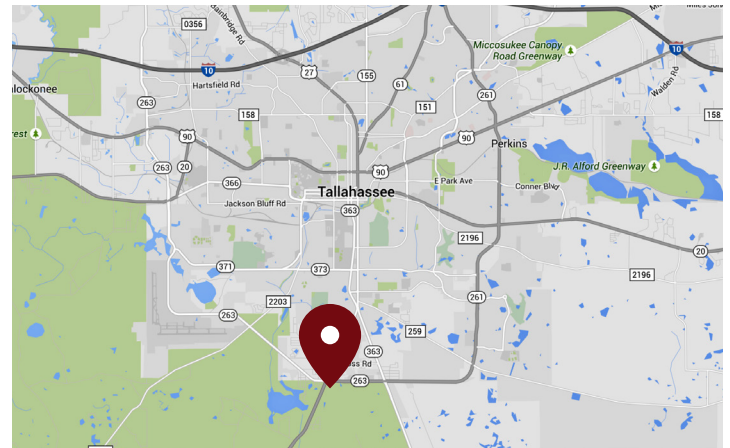 0356
Bainbridge Rd
Miccosukee Canopy
Road Greenway
10
10
27
155
61
Hartsfield Rd
lockonee
263
261
151
Walden Rd
158
158
90
90
rest
Perkins
263
20
90
J.R. Alford Greenway
366
E Park Ave
Conner Blvd
Tallahassee
Jackson Bluff Rd
363
2196
20
371
373
2196
2203
261
263
259
363
oss Rd
263